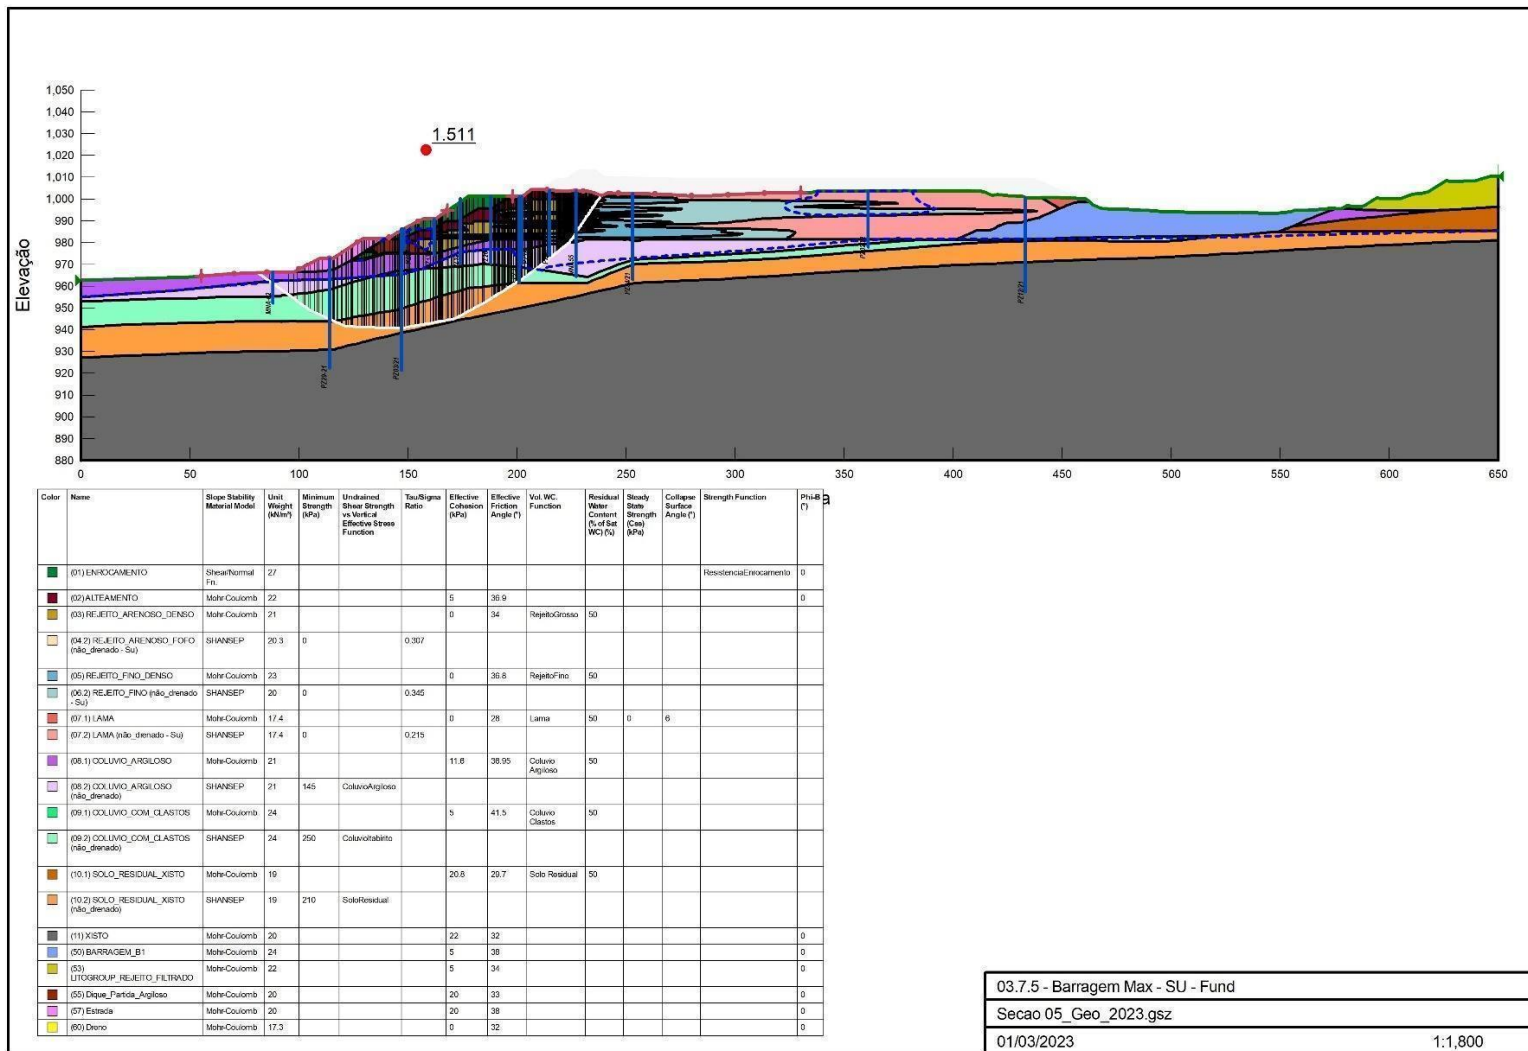 1.511
1,050
1,040
1,030
1,020
1,010
1,000
990
980
970
960
950
940
930
920
910
900
890
880
Elevação
0 50 100 150 200 250 300 350 400 450 500 550 600 650
PZ69-21
PZ63/21
PZ12/21
a
Color Name Slope Stability Material Model Unit Weight (kN/m³) Minimum Strength (kPa) Undrained Shear Strength vs Vertical Effective Stress Function Tau/Sigma Ratio Effective Cohesion (kPa) Effective Friction Angle (°) Vol. WC. Function Residual Water Content (% of Sat WC) (%) Steady State Strength (Css) (kPa) Collapse Surface Angle (°) Strength Function Phi-B (°)
(01) ENROCAMENTO Shear/Normal Fn. 27 ResistenciaEnrocamento 0
(02) ALTEAMENTO Mohr-Coulomb 22 5 36.9 0
(03) REJEITO_ARENOSO_DENSO Mohr-Coulomb 21 0 34 RejeitoGrosso 50
(04.2) REJEITO_ARENOSO_FOFO (não_drenado - Su) SHANSEP 20.3 0 0.307
(05) REJEITO_FINO_DENSO Mohr-Coulomb 23 0 36.8 RejeitoFino 50
(06.2) REJEITO_FINO (não_drenado - Su) SHANSEP 20 0 0.345
(07.1) LAMA Mohr-Coulomb 17.4 0 28 Lama 50 0 6
(07.2) LAMA (não_drenado - Su) SHANSEP 17.4 0 0.215
(08.1) COLUVIO_ARGILOSO Mohr-Coulomb 21 11.8 38.95 Coluvio Argiloso 50
(08.2) COLUVIO_ARGILOSO (não_drenado) SHANSEP 21 145 ColuvioArgiloso
(09.1) COLUVIO_COM_CLASTOS Mohr-Coulomb 24 5 41.5 Coluvio Clastos 50
(09.2) COLUVIO_COM_CLASTOS (não_drenado) SHANSEP 24 250 ColuvioItabirito
(10.1) SOLO_RESIDUAL_XISTO Mohr-Coulomb 19 20.8 29.7 Solo Residual 50
(10.2) SOLO_RESIDUAL_XISTO (não_drenado) SHANSEP 19 210 SoloResidual
(11) XISTO Mohr-Coulomb 20 22 32 0
(50) BARRAGEM_B1 Mohr-Coulomb 24 5 38 0
(53) LITOGROUP_REJEITO_FILTRADO Mohr-Coulomb 22 5 34 0
(55) Dique_Partida_Argiloso Mohr-Coulomb 20 20 33 0
(57) Estrada Mohr-Coulomb 20 20 38 0
(60) Dreno Mohr-Coulomb 17.3 0 32 0
03.7.5 - Barragem Max - SU - Fund
Secao 05_Geo_2023.gsz
01/03/2023 1:1,800